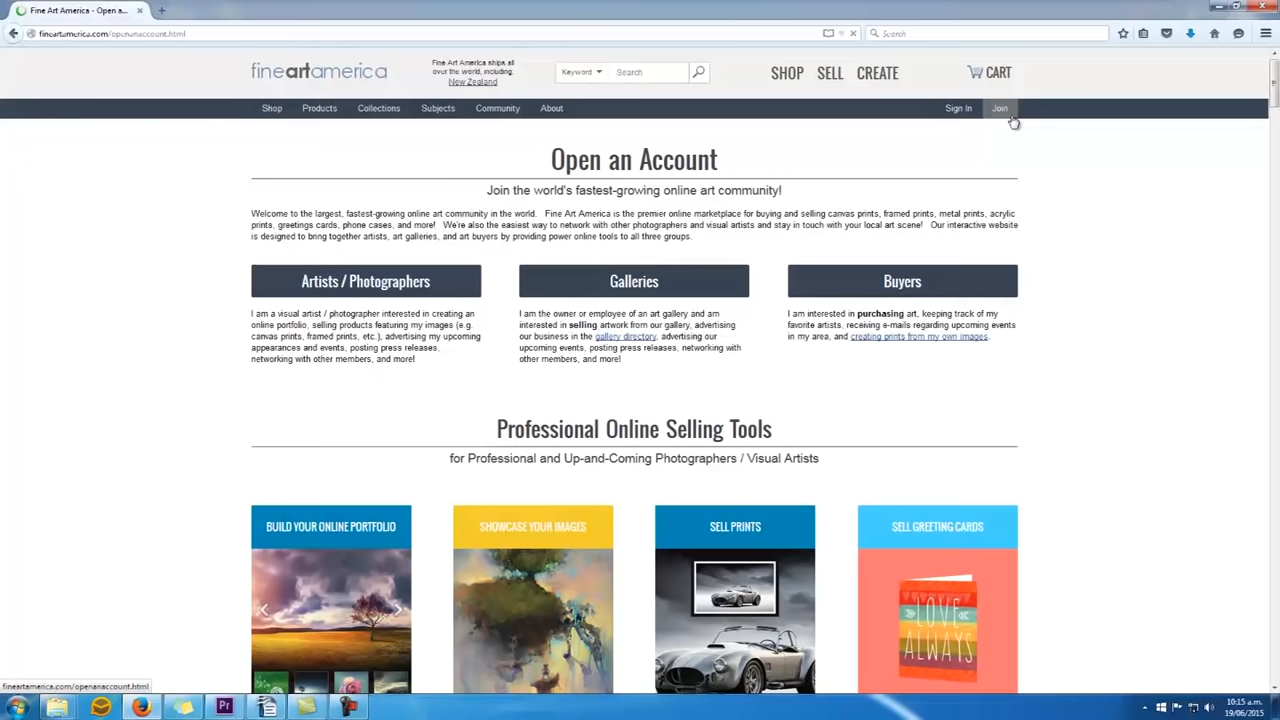 Fine Art America - Open a...
fineartamerica.com/openanaccount.html
Search
fineartamerica
Fine Art America ships all
over the world, including:
New Zealand
Keyword
Search
SHOP SELL CREATE
CART
Shop Products Collections Subjects Community About
Sign In Join
Open an Account
Join the world's fastest-growing online art community!
Welcome to the largest, fastest-growing online art community in the world. Fine Art America is the premier online marketplace for buying and selling canvas prints, framed prints, metal prints, acrylic
prints, greetings cards, phone cases, and more! We're also the easiest way to network with other photographers and visual artists and stay in touch with your local art scene! Our interactive website
is designed to bring together artists, art galleries, and art buyers by providing power online tools to all three groups.
Artists / Photographers
I am a visual artist / photographer interested in creating an
online portfolio, selling products featuring my images (e.g.
canvas prints, framed prints, etc.), advertising my upcoming
appearances and events, posting press releases,
networking with other members, and more!
Galleries
I am the owner or employee of an art gallery and am
interested in selling artwork from our gallery, advertising
our business in the gallery directory, advertising our
upcoming events, posting press releases, networking with
other members, and more!
Buyers
I am interested in purchasing art, keeping track of my
favorite artists, receiving e-mails regarding upcoming events
in my area, and creating prints from my own images.
Professional Online Selling Tools
for Professional and Up-and-Coming Photographers / Visual Artists
BUILD YOUR ONLINE PORTFOLIO
SHOWCASE YOUR IMAGES
SELL PRINTS
SELL GREETING CARDS
LOVE
ALWAYS
fineartamerica.com/openanaccount.html
Pr
10:15 a.m.
19/06/2015